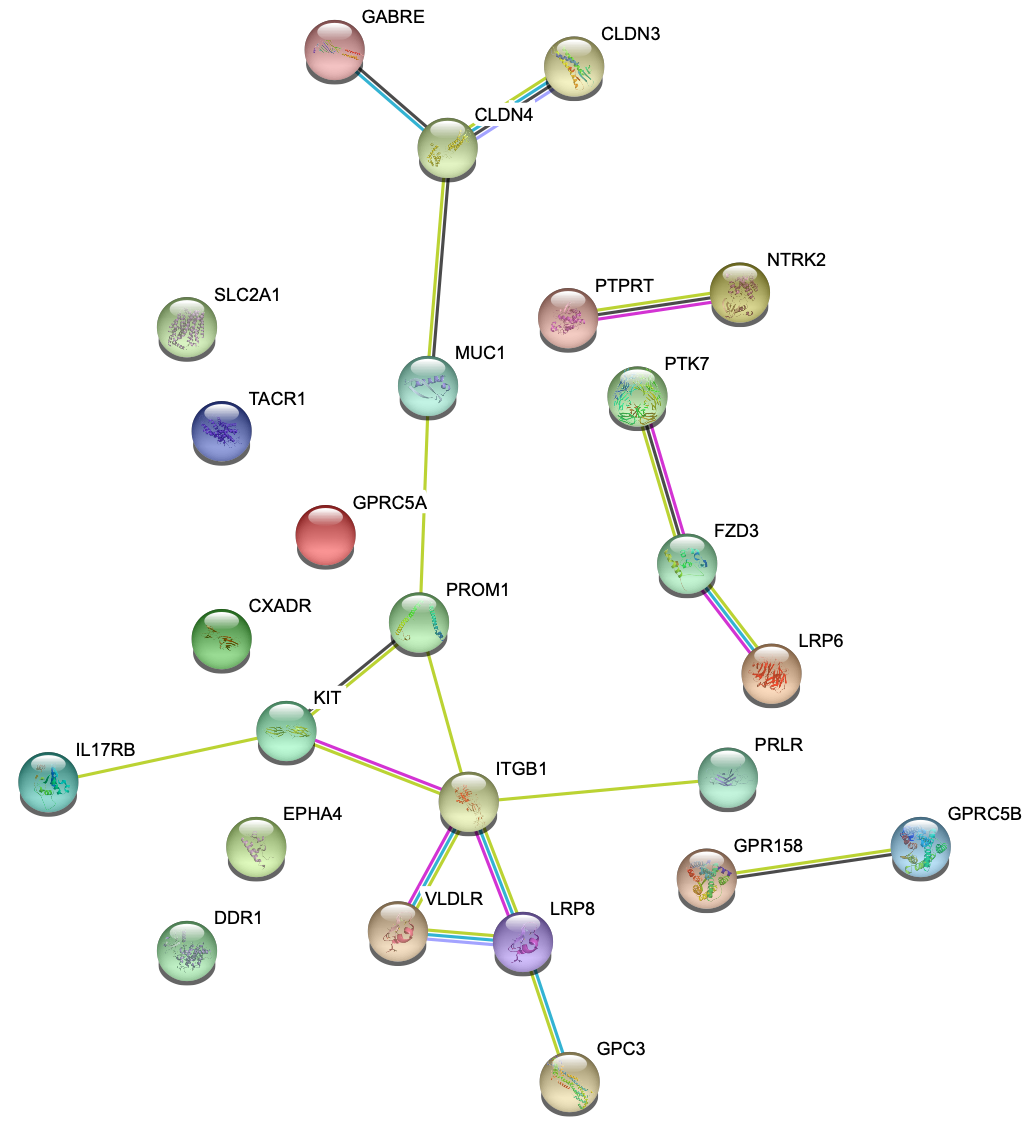 GABRE
CLDN3
CLDN4
NTRK2
PTPRT
SLC2A1
MUC1
PTK7
TACR1
GPRC5A
FZD3
PROM1
CXADR
LRP6
KIT
IL17RB
PRLR
ITGB1
EPHA4
GPRC5B
GPR158
VLDLR
LRP8
DDR1
GPC3